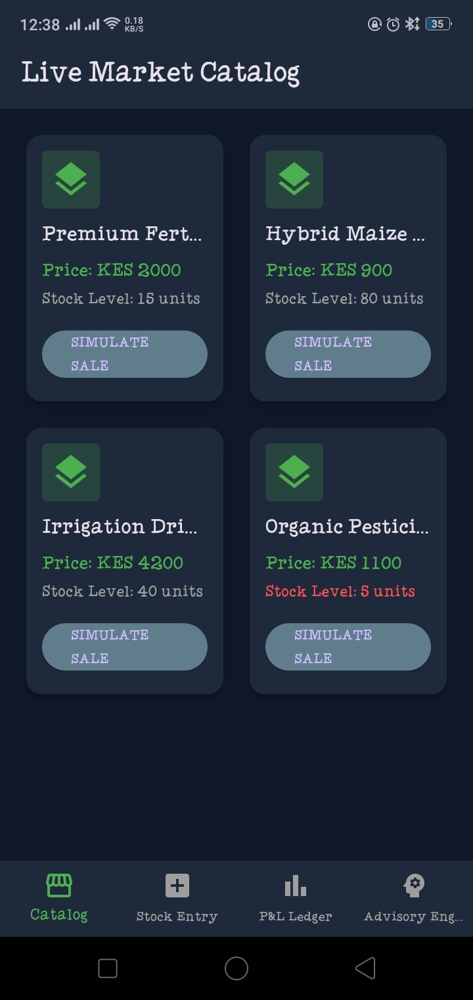 12:38 0.18 KB/S 35
Live Market Catalog
Premium Fert...
Price: KES 2000
Stock Level: 15 units
SIMULATE
SALE
Hybrid Maize ...
Price: KES 900
Stock Level: 80 units
SIMULATE
SALE
Irrigation Dri...
Price: KES 4200
Stock Level: 40 units
SIMULATE
SALE
Organic Pestici...
Price: KES 1100
Stock Level: 5 units
SIMULATE
SALE
Catalog
Stock Entry
P&L Ledger
Advisory Eng...